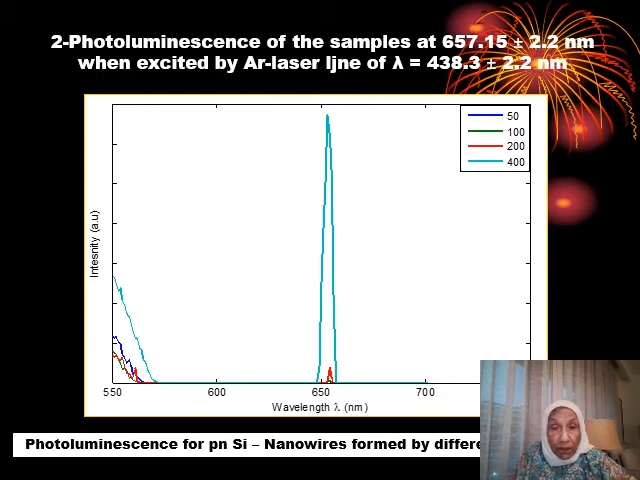 2-Photoluminescence of the samples at 657.15 ± 2.2 nm
when excited by Ar-laser ljne of λ = 438.3 ± 2.2 nm
50
100
200
400
Intesnity (a.u)
550 600 650 700
Wavelength λ (nm)
Photoluminescence for pn Si – Nanowires formed by differe